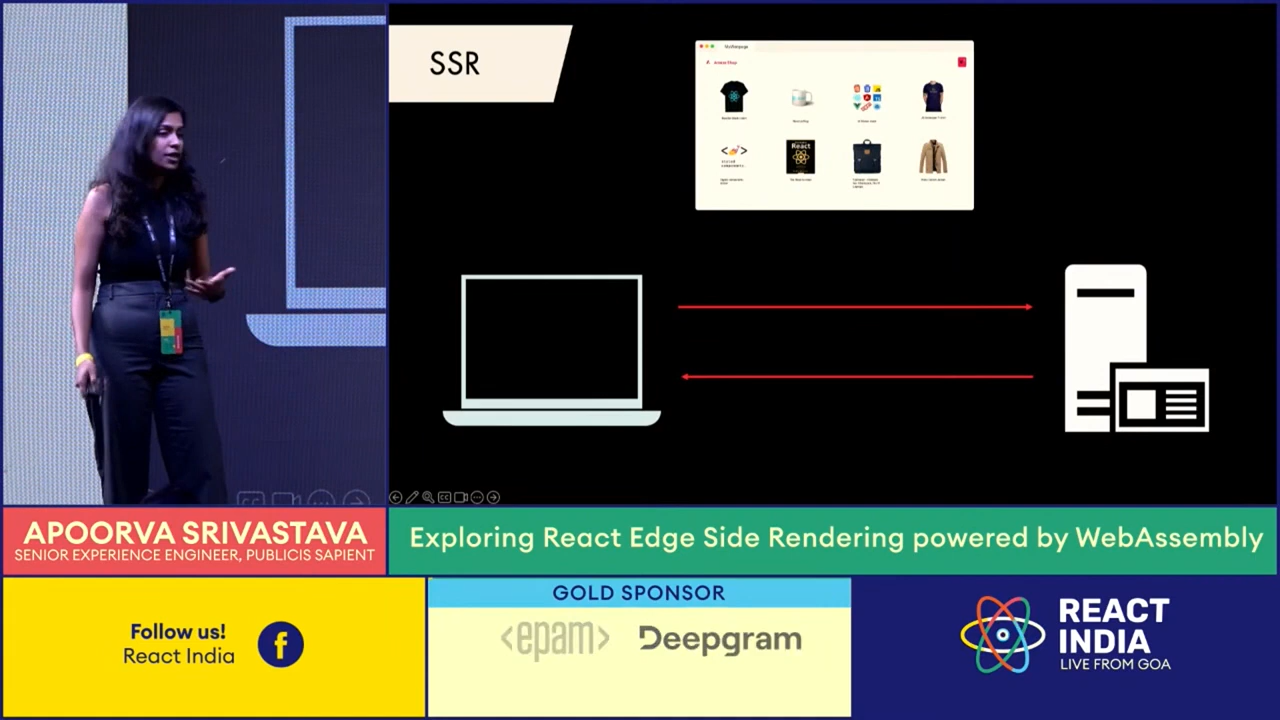 SSR
React
APOORVA SRIVASTAVA
SENIOR EXPERIENCE ENGINEER, PUBLICIS SAPIENT
Exploring React Edge Side Rendering powered by WebAssembly
Follow us!
React India
GOLD SPONSOR
<epam>
Deepgram
REACT
INDIA
LIVE FROM GOA